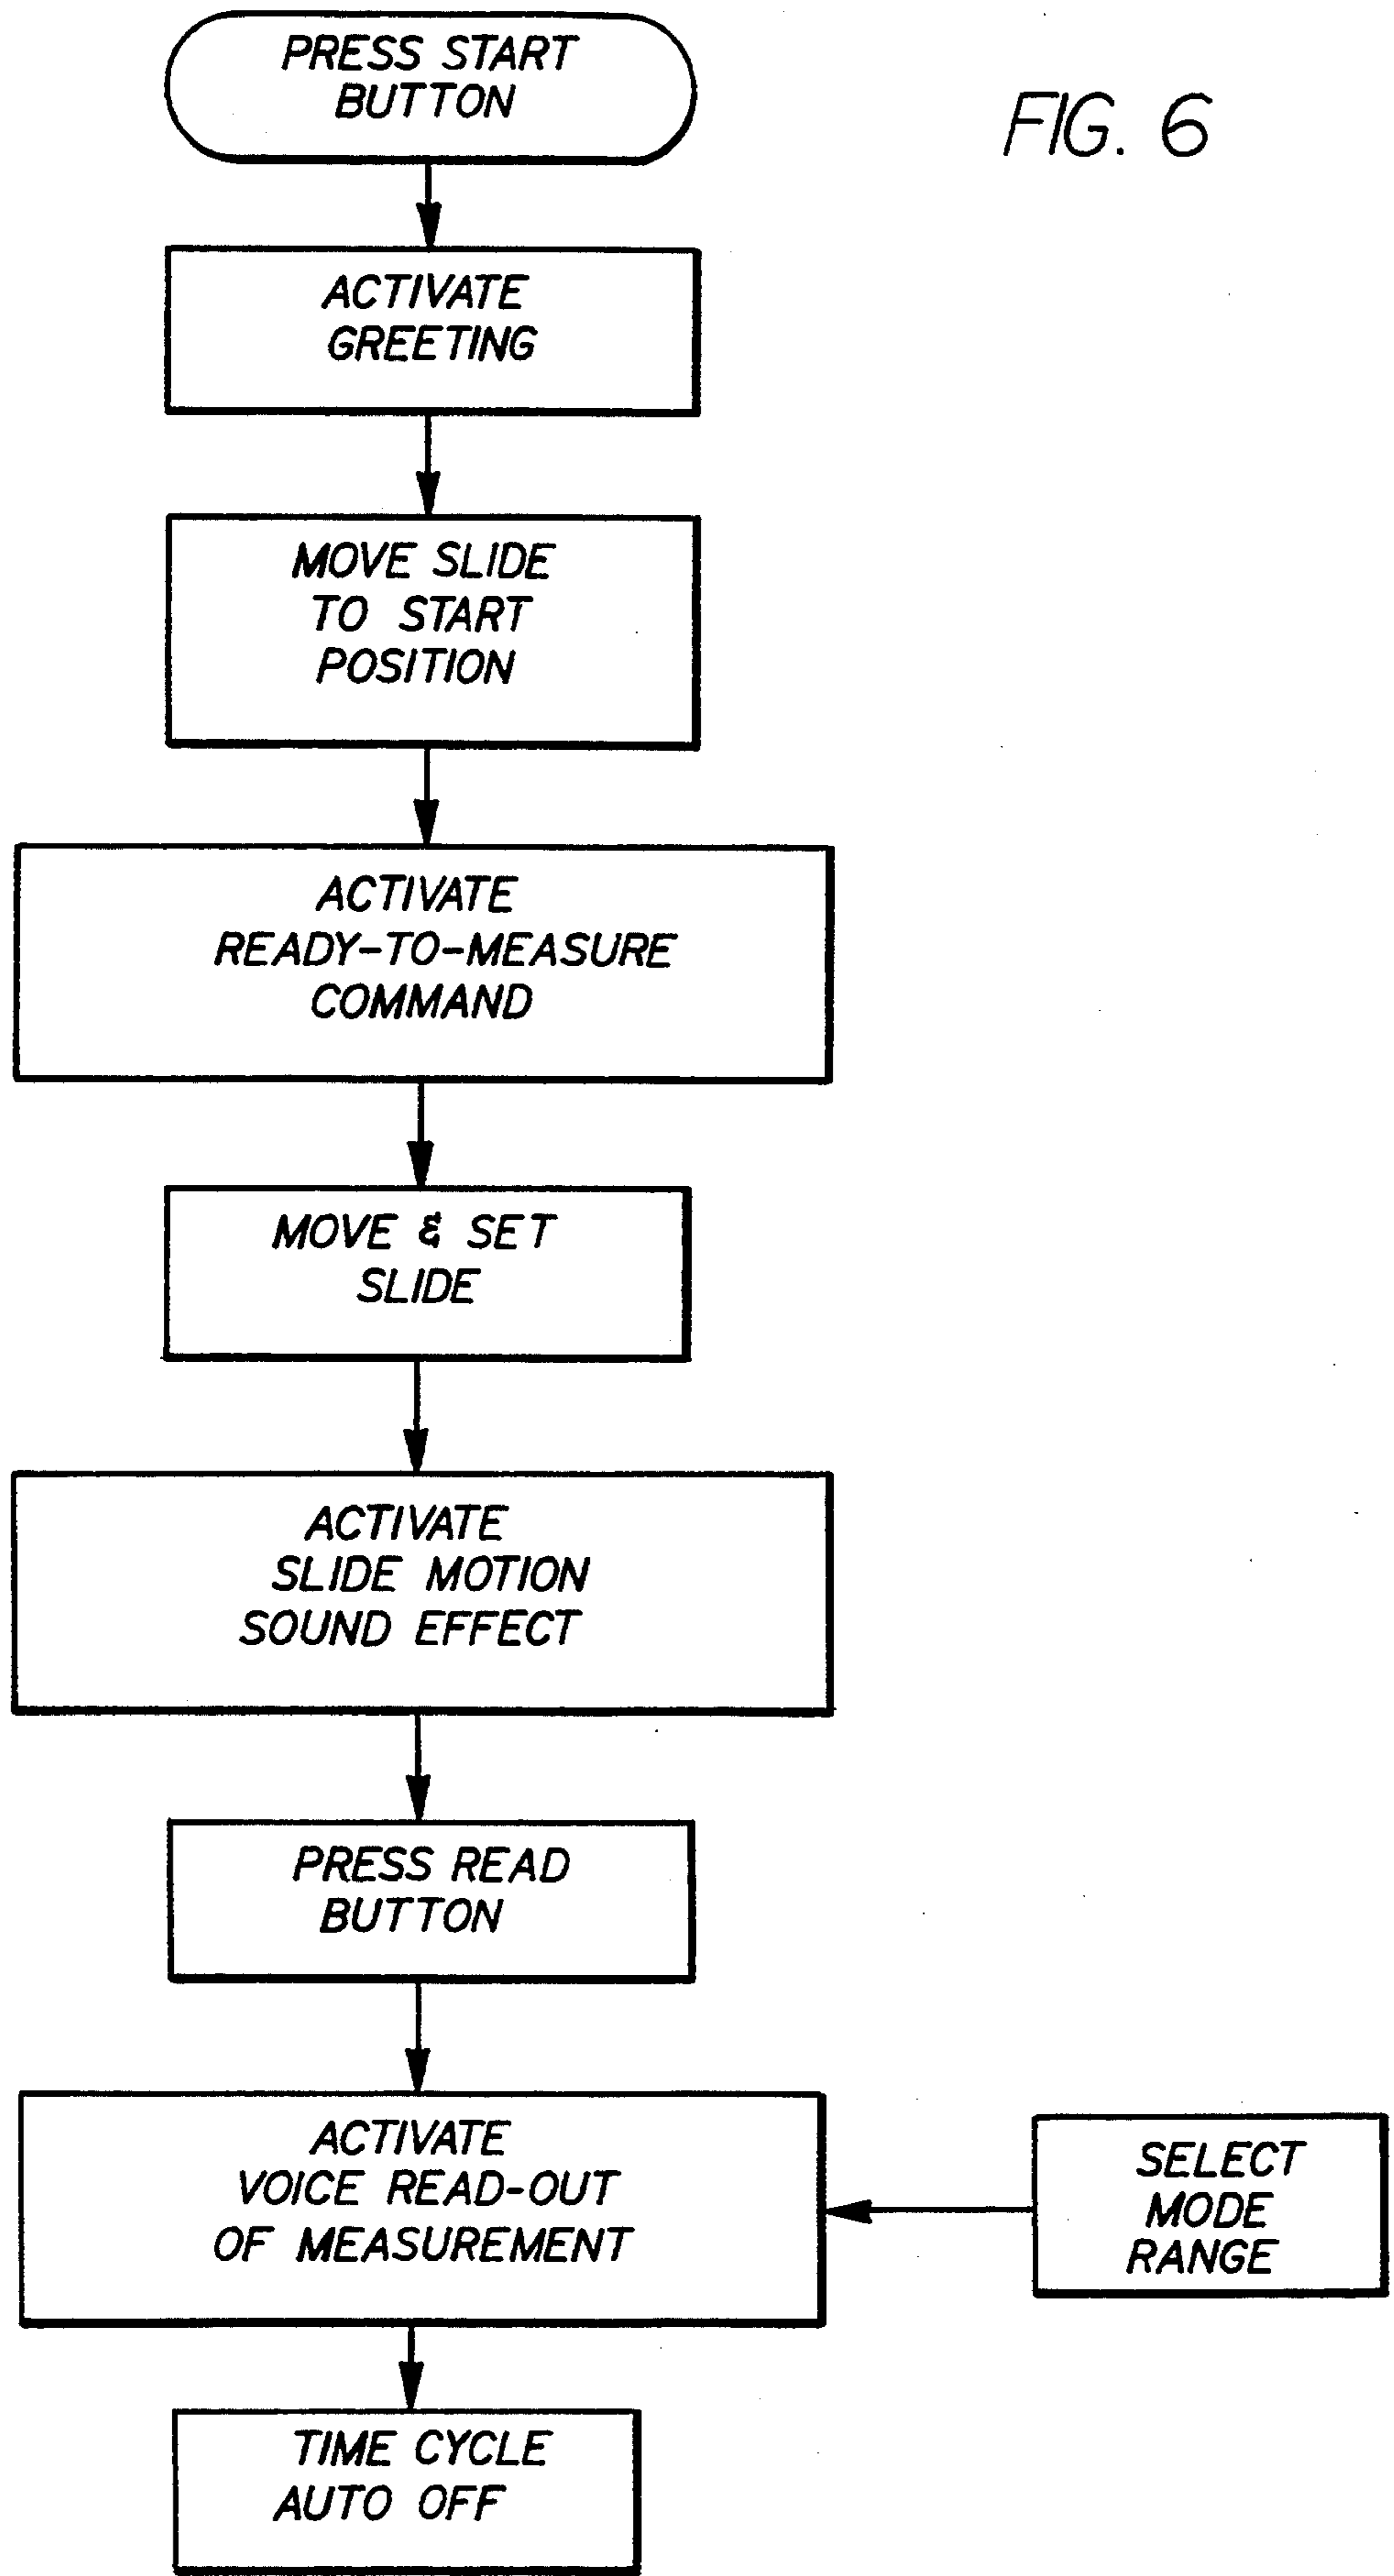 PRESS START
BUTTON
FIG. 6
ACTIVATE
GREETING
MOVE SLIDE
TO START
POSITION
ACTIVATE
READY-TO-MEASURE
COMMAND
MOVE & SET
SLIDE
ACTIVATE
SLIDE MOTION
SOUND EFFECT
PRESS READ
BUTTON
ACTIVATE
VOICE READ-OUT
OF MEASUREMENT
SELECT
MODE
RANGE
TIME CYCLE
AUTO OFF